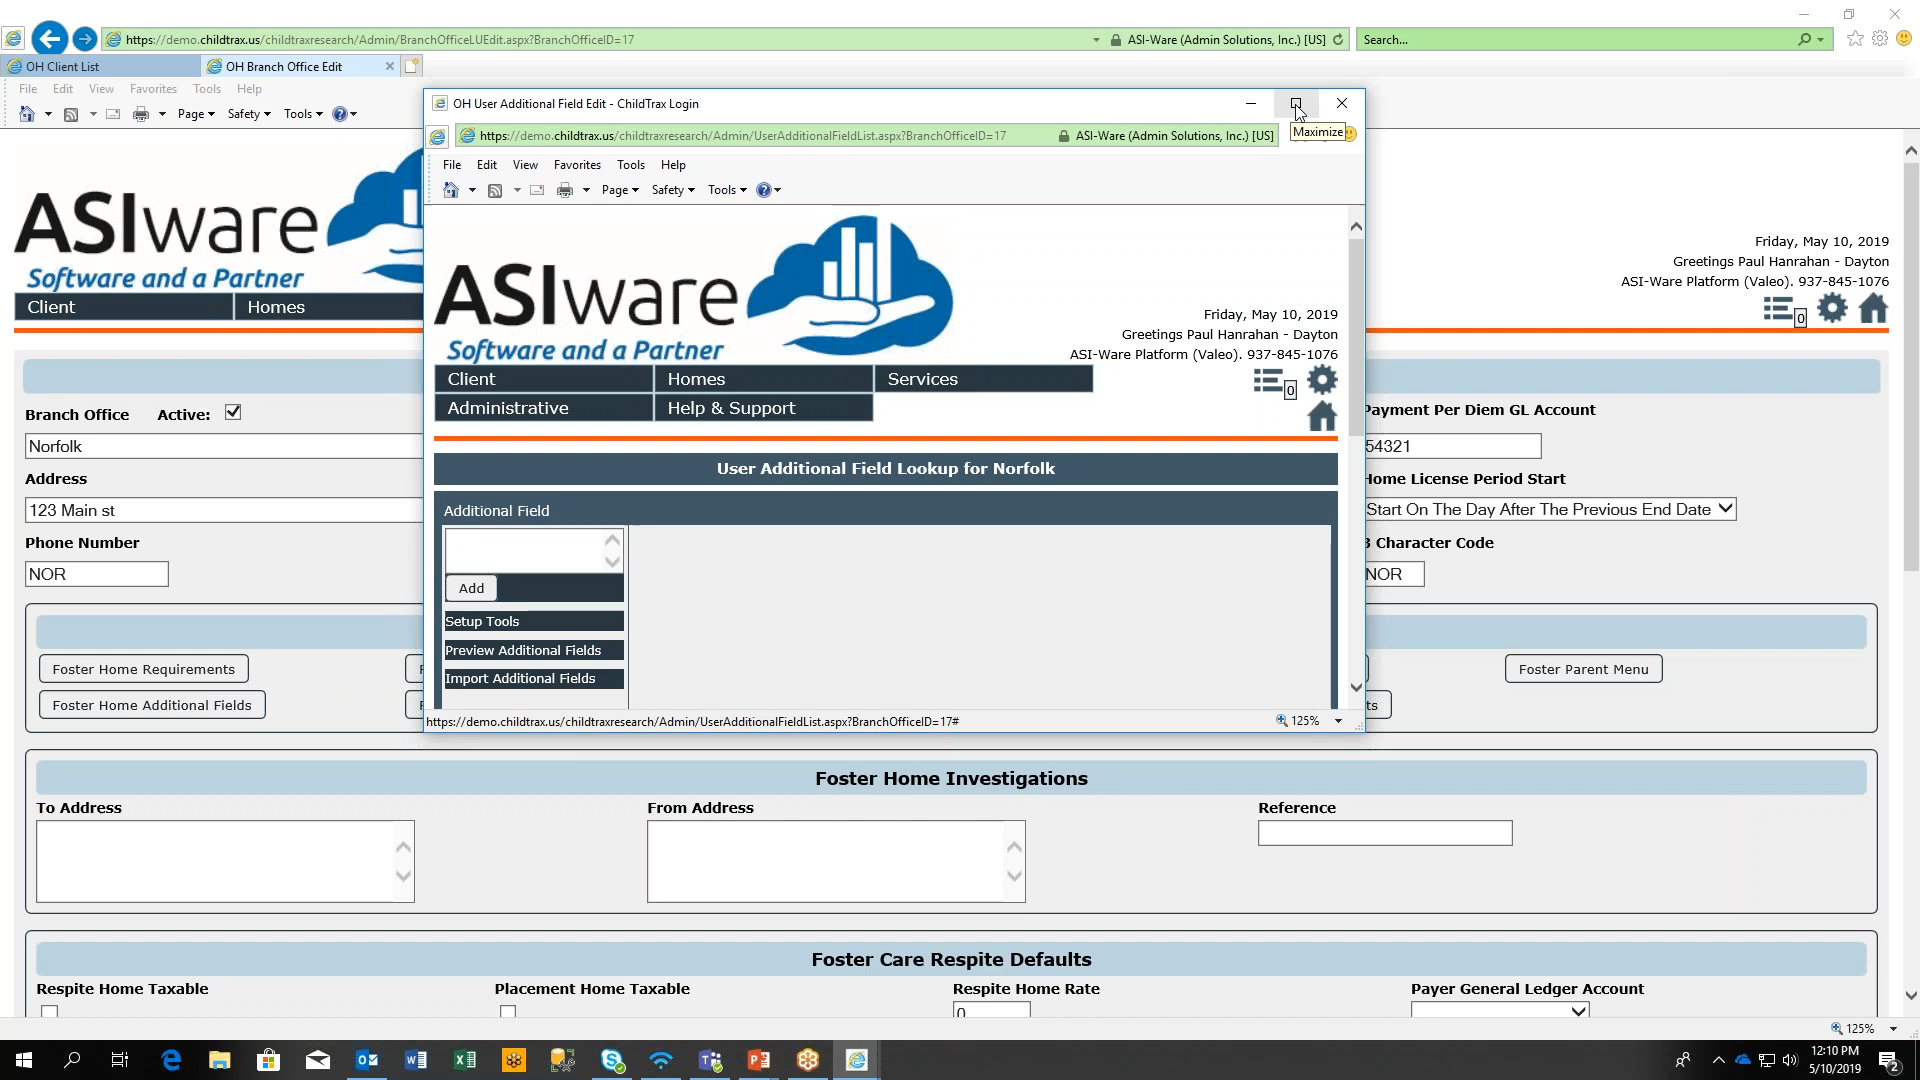 https://demo.childtrax.us/childtraxresearch/Admin/BranchOfficeLUEdit.aspx?BranchOfficeID=17
ASI-Ware (Admin Solutions, Inc.) [US]
Search...
OH Client List
OH Branch Office Edit
File Edit View Favorites Tools Help
Page Safety Tools
ASIware
Software and a Partner
Client Homes
Friday, May 10, 2019
Greetings Paul Hanrahan - Dayton
ASI-Ware Platform (Valeo). 937-845-1076
0
Branch Office Active:
Norfolk
Address
123 Main st
Phone Number
NOR
Payment Per Diem GL Account
54321
Home License Period Start
Start On The Day After The Previous End Date
3 Character Code
NOR
Foster Home Requirements
Foster Parent Menu
Foster Home Additional Fields
ts
OH User Additional Field Edit - ChildTrax Login
Maximize
https://demo.childtrax.us/childtraxresearch/Admin/UserAdditionalFieldList.aspx?BranchOfficeID=17
ASI-Ware (Admin Solutions, Inc.) [US]
File Edit View Favorites Tools Help
Page Safety Tools
ASIware
Software and a Partner
Friday, May 10, 2019
Greetings Paul Hanrahan - Dayton
ASI-Ware Platform (Valeo). 937-845-1076
Client Homes Services
0
Administrative Help & Support
User Additional Field Lookup for Norfolk
Additional Field
Add
Setup Tools
Preview Additional Fields
Import Additional Fields
https://demo.childtrax.us/childtraxresearch/Admin/UserAdditionalFieldList.aspx?BranchOfficeID=17#
125%
Foster Home Investigations
To Address From Address Reference
Foster Care Respite Defaults
Respite Home Taxable Placement Home Taxable Respite Home Rate Payer General Ledger Account
0
125%
12:10 PM
5/10/2019
2